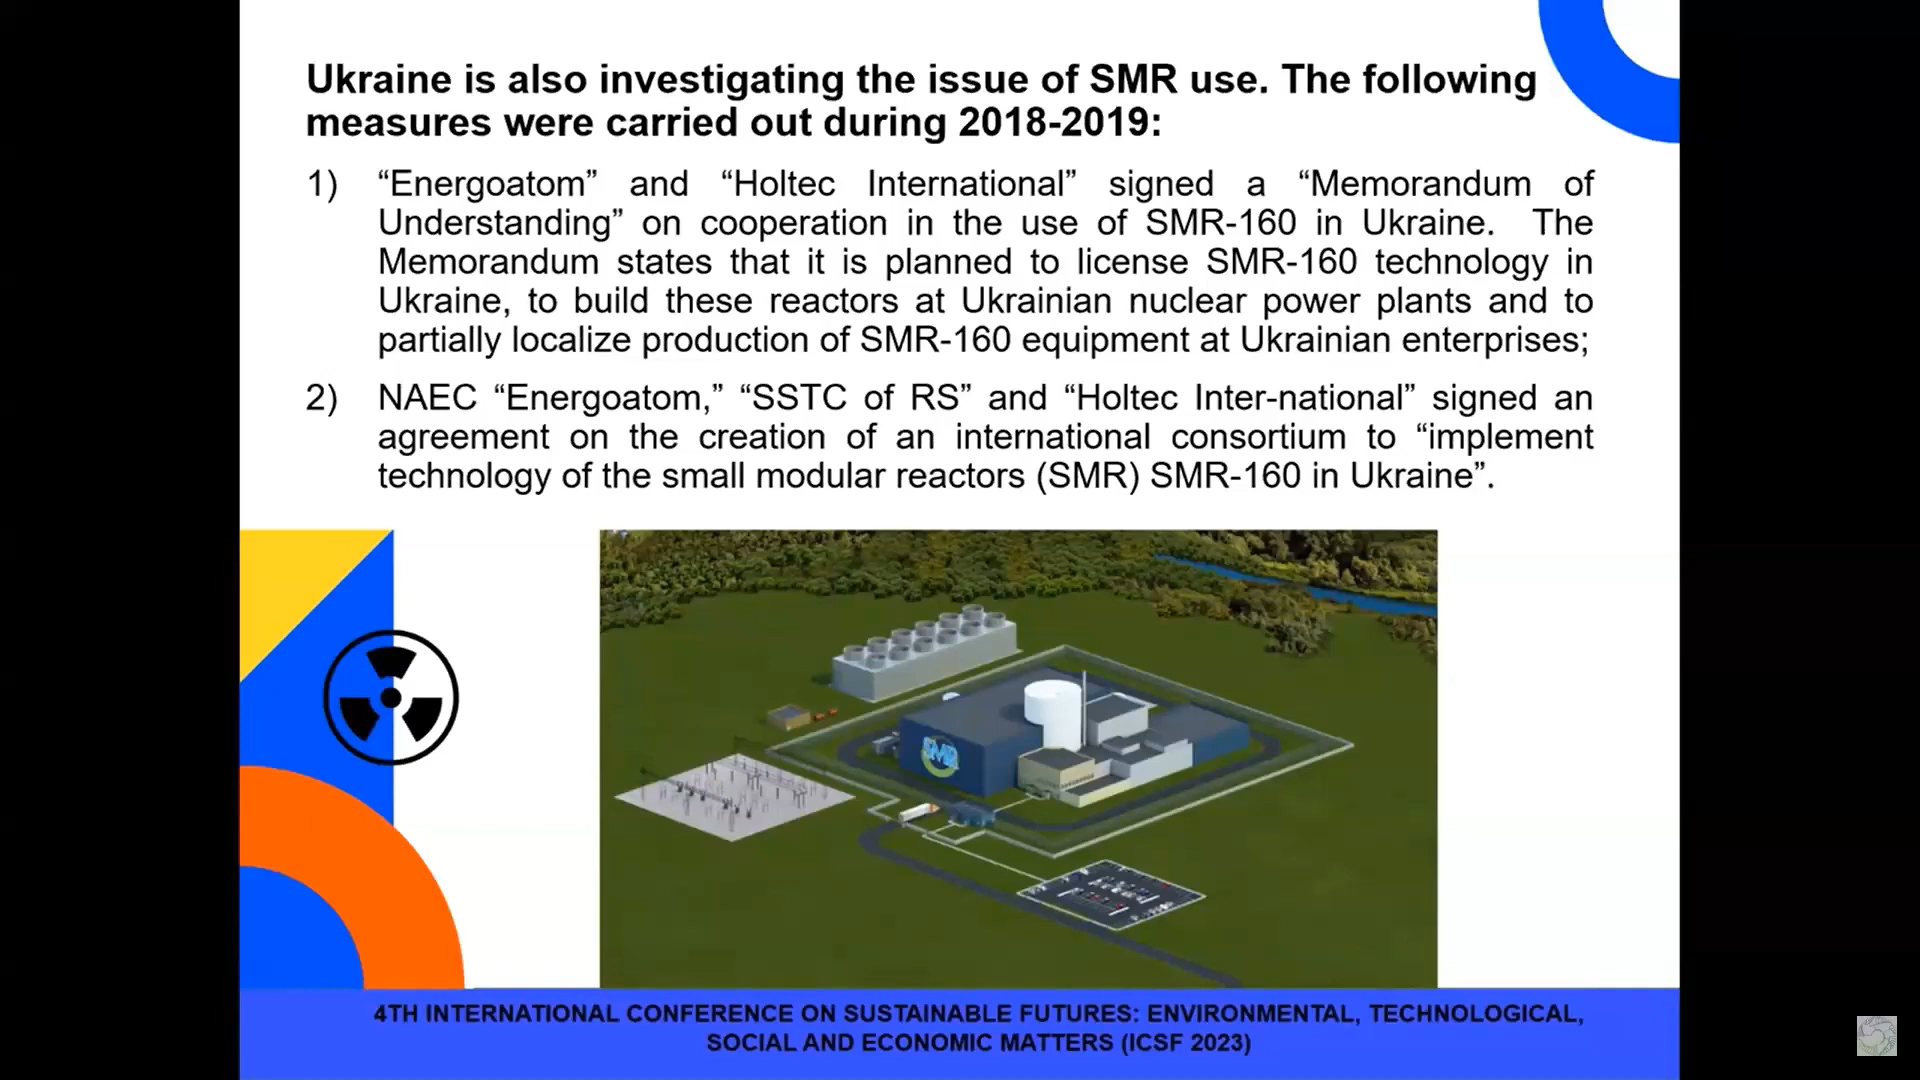 Ukraine is also investigating the issue of SMR use. The following
measures were carried out during 2018-2019:
1) “Energoatom” and “Holtec International” signed a “Memorandum of
Understanding” on cooperation in the use of SMR-160 in Ukraine. The
Memorandum states that it is planned to license SMR-160 technology in
Ukraine, to build these reactors at Ukrainian nuclear power plants and to
partially localize production of SMR-160 equipment at Ukrainian enterprises;
2) NAEC “Energoatom,” “SSTC of RS” and “Holtec Inter-national” signed an
agreement on the creation of an international consortium to “implement
technology of the small modular reactors (SMR) SMR-160 in Ukraine”.
SMR
4TH INTERNATIONAL CONFERENCE ON SUSTAINABLE FUTURES: ENVIRONMENTAL, TECHNOLOGICAL,
SOCIAL AND ECONOMIC MATTERS (ICSF 2023)